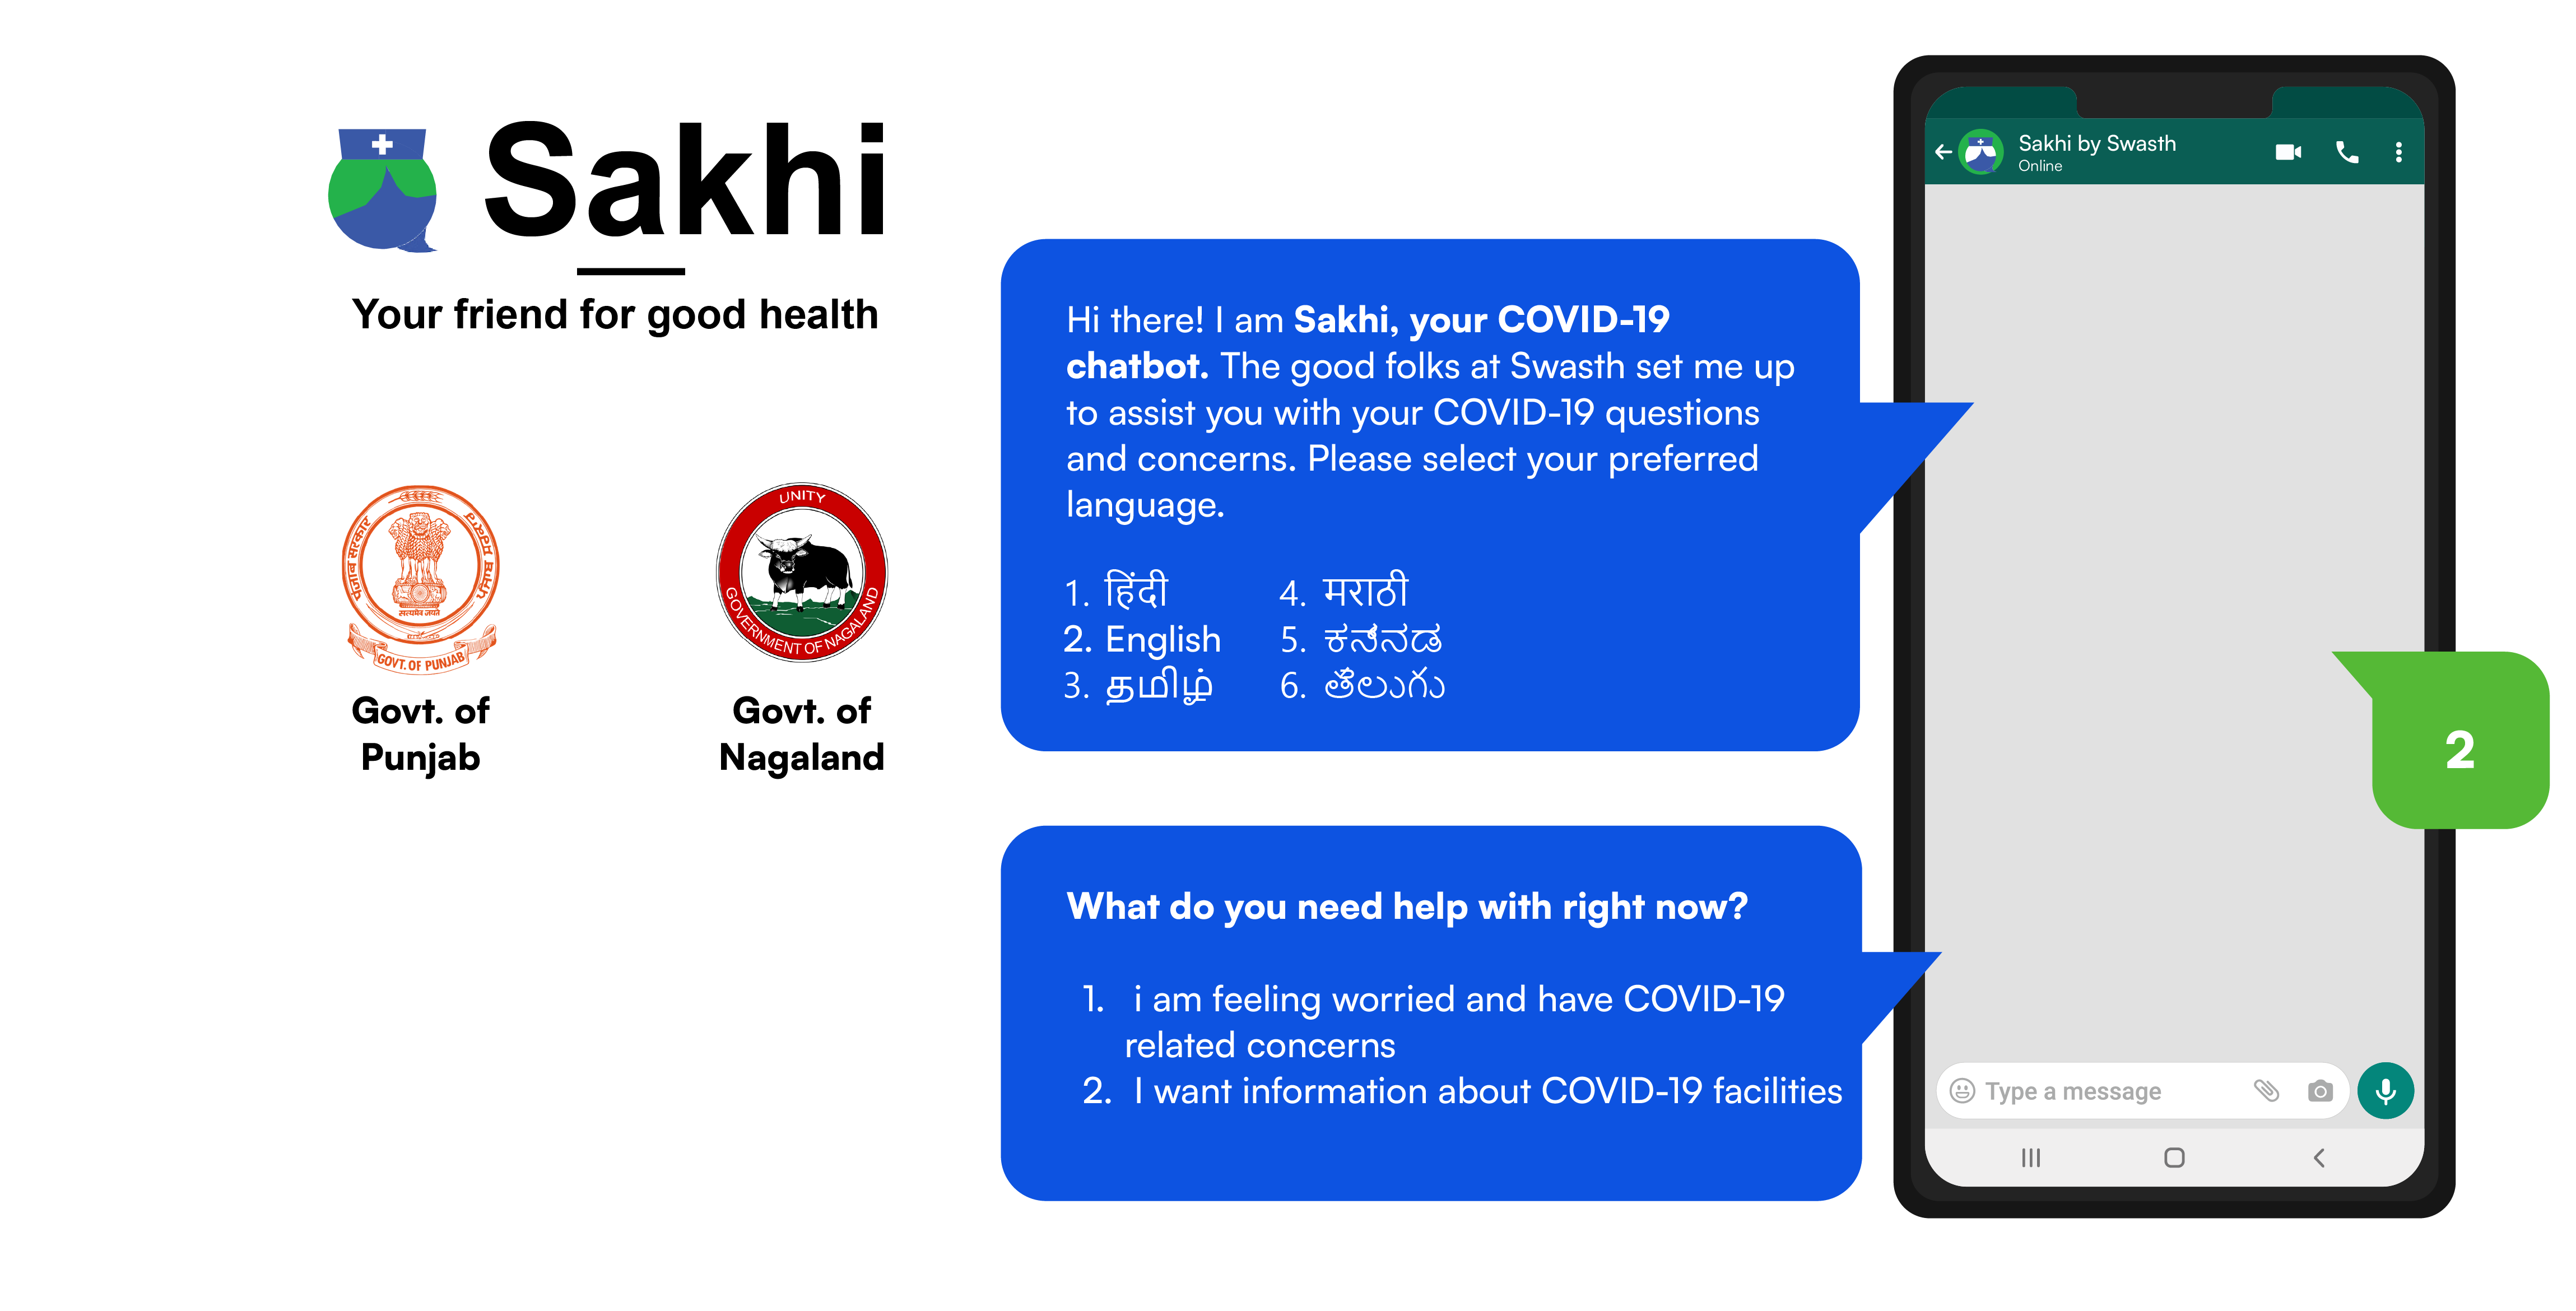 Sakhi
Your friend for good health
ਪੰਜਾਬ ਸਰਕਾਰ
पंजाब सरकार
सत्यमेव जयते
GOVT. OF PUNJAB
Govt. of
Punjab
UNITY
GOVERNMENT OF NAGALAND
Govt. of
Nagaland
Hi there! I am Sakhi, your COVID-19
chatbot. The good folks at Swasth set me up
to assist you with your COVID-19 questions
and concerns. Please select your preferred
language.
1. हिंदी
2. English
3. தமிழ்
4. मराठी
5. ಕನ್ನಡ
6. తెలుగు
What do you need help with right now?
1. i am feeling worried and have COVID-19
related concerns
2. I want information about COVID-19 facilities
Sakhi by Swasth
Online
2
Type a message